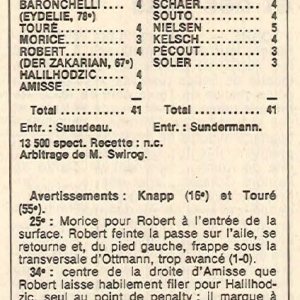 BARONCHELLI .... 4 SCHAER .......... 4
(EYDELIE, 78e) SOUTO ........... 4
TOURÉ ............ 4 NIELSEN ......... 5
MORICE .......... 3 KELSCH .......... 4
ROBERT .......... 4 PÉCOUT .......... 3
(DER ZAKARIAN, 67e) SOLER ........... 3
HALILHODZIC .. 4
AMISSE ........... 4
Total ........... 41 Total ........... 41
Entr. : Suaudeau. Entr. : Sundermann.
13 500 spect. Recette : n.c.
Arbitrage de M. Swirog.
Avertissements : Knapp (16e) et Touré
(55e).
25e : Morice pour Robert à l'entrée de la
surface. Robert feinte la passe sur l'aile, se
retourne et, du pied gauche, frappe sous la
transversale d'Ottmann, trop avancé (1-0).
34e : centre de la droite d'Amisse que
Robert laisse habilement filer pour Halilhod-
zic, seul au point de penalty : il marque à